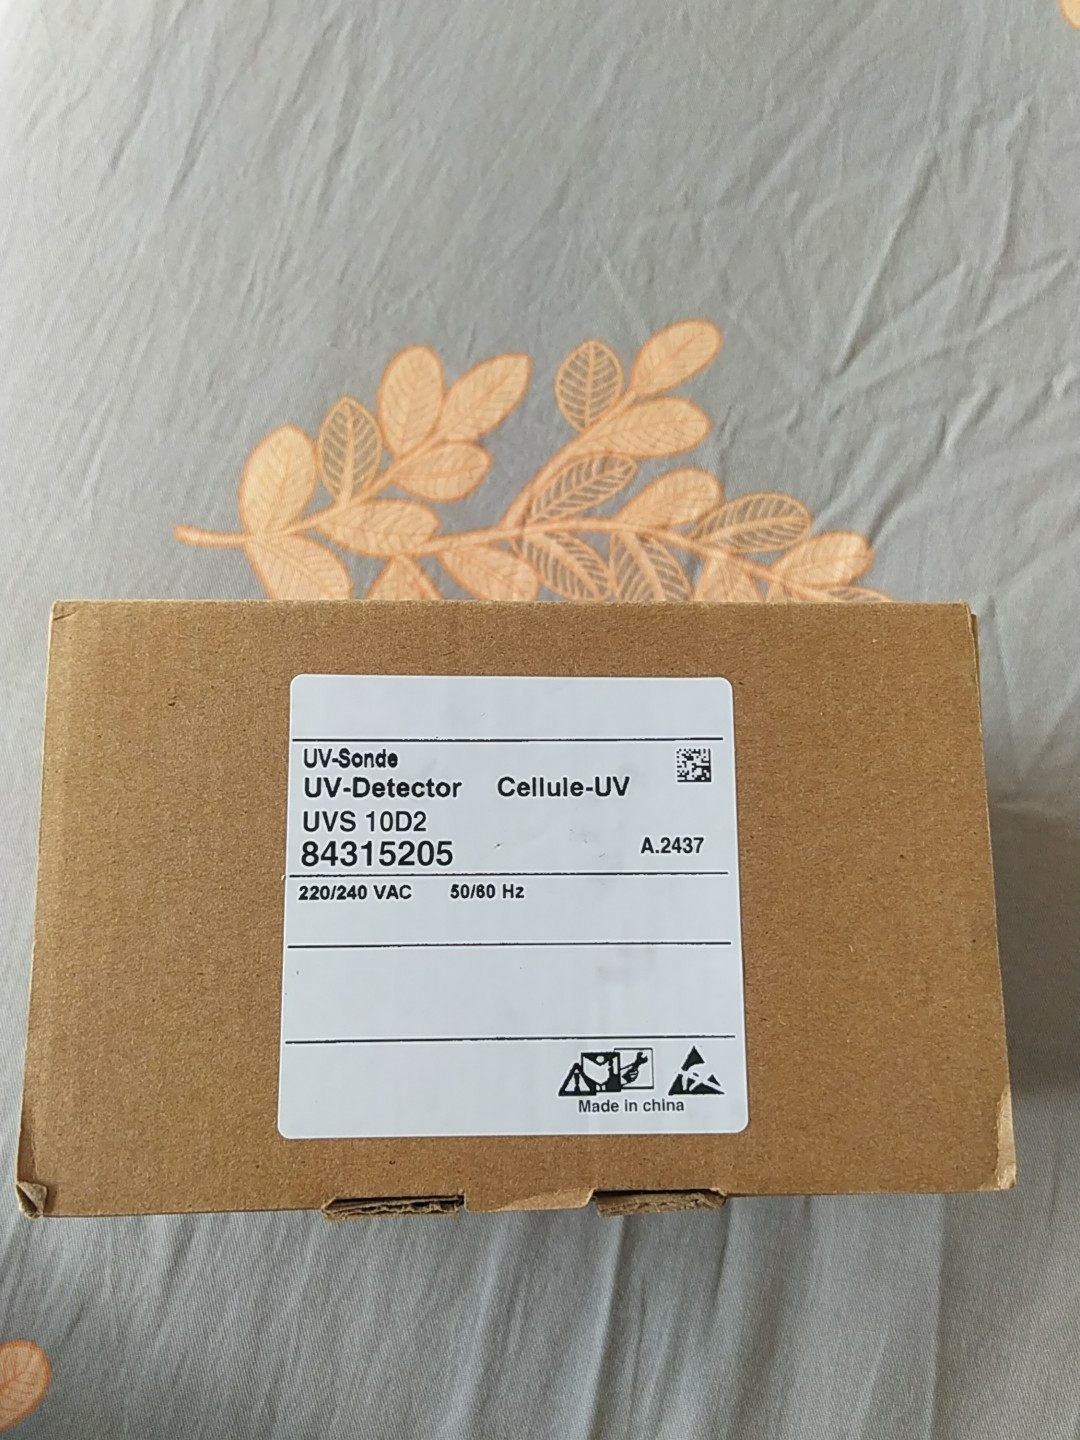 UV-Sonde
UV-Detector Cellule-UV
UVS 10D2
84315205 A.2437
220/240 VAC 50/60 Hz
Made in china